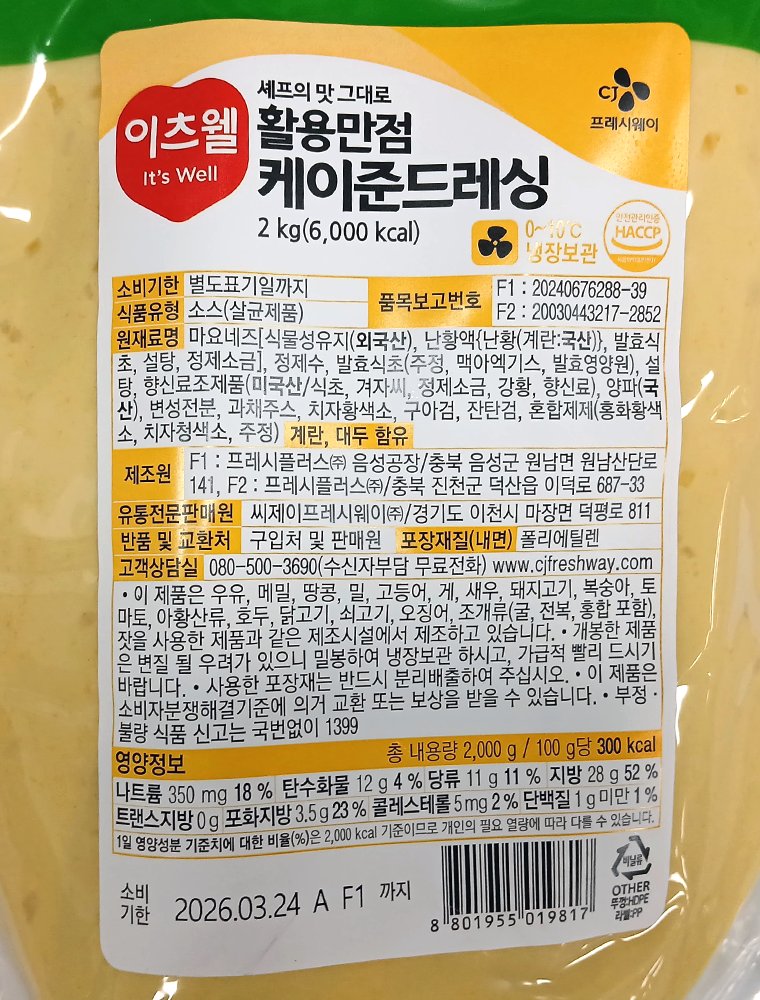 이츠웰
It's Well
셰프의 맛 그대로
활용만점
케이준드레싱
2 kg(6,000 kcal)
CJ
프레시웨이
0~10℃
냉장보관
안전관리인증
HACCP
소비기한 별도표기일까지
식품유형 소스(살균제품)
품목보고번호 F1 : 20240676288-39
F2 : 20030443217-2852
원재료명 마요네즈[식물성유지(외국산), 난황액{난황(계란:국산)}, 발효식
초, 설탕, 정제소금], 정제수, 발효식초(주정, 맥아엑기스, 발효영양원), 설
탕, 향신료조제품(미국산/식초, 겨자씨, 정제소금, 강황, 향신료), 양파(국
산), 변성전분, 과채주스, 치자황색소, 구아검, 잔탄검, 혼합제제(홍화황색
소, 치자청색소, 주정) 계란, 대두 함유
제조원 F1 : 프레시플러스㈜ 음성공장/충북 음성군 원남면 원남산단로
141, F2 : 프레시플러스㈜/충북 진천군 덕산읍 이덕로 687-33
유통전문판매원 씨제이프레시웨이㈜/경기도 이천시 마장면 덕평로 811
반품 및 교환처 구입처 및 판매원 포장재질(내면) 폴리에틸렌
고객상담실 080-500-3690(수신자부담 무료전화) www.cjfreshway.com
• 이 제품은 우유, 메밀, 땅콩, 밀, 고등어, 게, 새우, 돼지고기, 복숭아, 토
마토, 아황산류, 호두, 닭고기, 쇠고기, 오징어, 조개류(굴, 전복, 홍합 포함),
잣을 사용한 제품과 같은 제조시설에서 제조하고 있습니다. • 개봉한 제품
은 변질 될 우려가 있으니 밀봉하여 냉장보관 하시고, 가급적 빨리 드시기
바랍니다. • 사용한 포장재는 반드시 분리배출하여 주십시오. • 이 제품은
소비자분쟁해결기준에 의거 교환 또는 보상을 받을 수 있습니다. • 부정·
불량 식품 신고는 국번없이 1399
영양정보 총 내용량 2,000 g / 100 g당 300 kcal
나트륨 350 mg 18 % 탄수화물 12 g 4 % 당류 11 g 11 % 지방 28 g 52 %
트랜스지방 0 g 포화지방 3.5 g 23 % 콜레스테롤 5 mg 2 % 단백질 1 g 미만 1 %
1일 영양성분 기준치에 대한 비율(%)은 2,000 kcal 기준이므로 개인의 필요 열량에 따라 다를 수 있습니다.
소비
기한 2026.03.24 A F1 까지
8 801955 019817
비닐류
OTHER
뚜껑:HDPE
라벨:PP